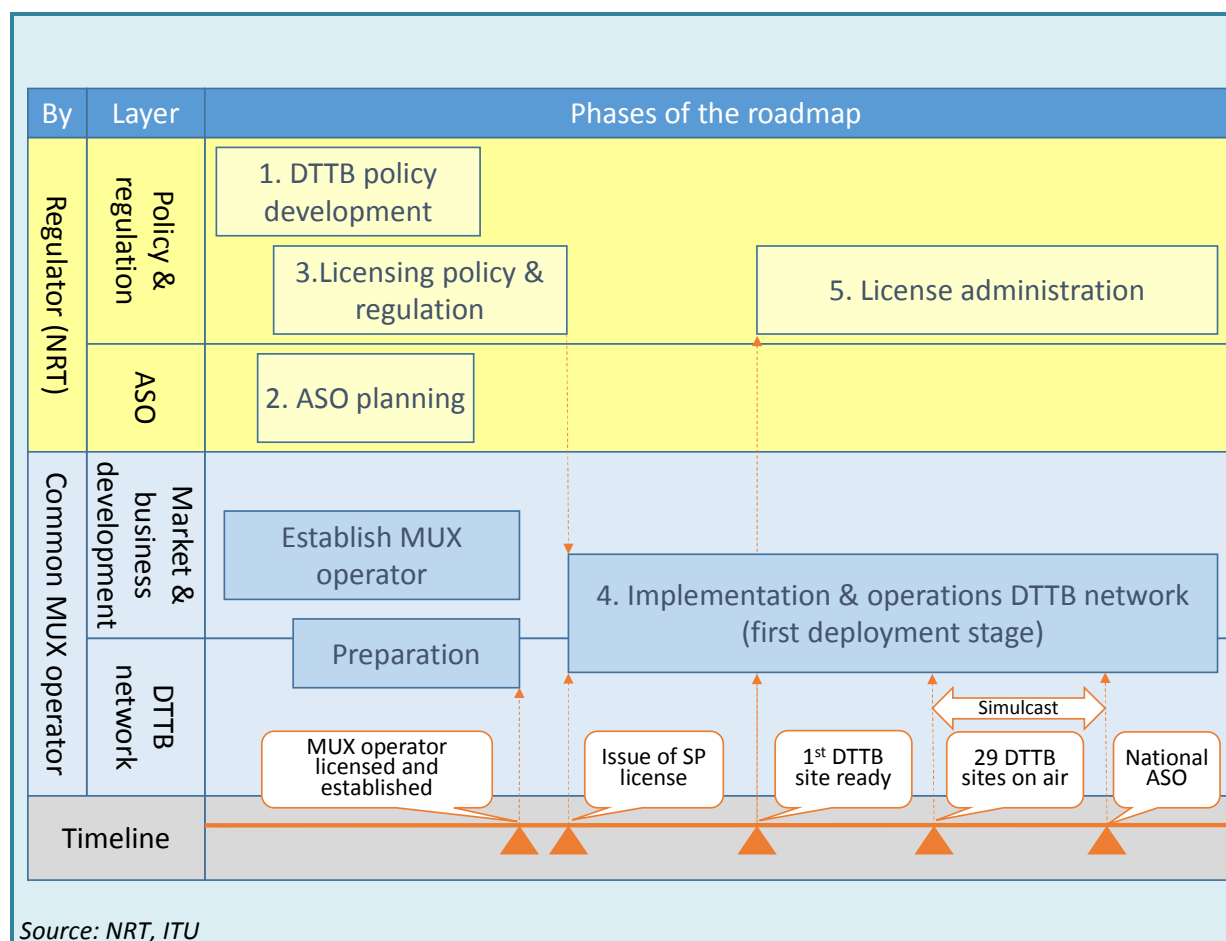 By
Layer
Phases of the roadmap
Regulator (NRT)
Policy &
regulation
1. DTTB policy
development
3.Licensing policy &
regulation
5. License administration
ASO
2. ASO planning
Common MUX operator
Market &
business
development
Establish MUX
operator
4. Implementation & operations DTTB network
(first deployment stage)
DTTB
network
Preparation
Simulcast
MUX operator
licensed and
established
Issue of SP
license
1st DTTB
site ready
29 DTTB
sites on air
National
ASO
Timeline
Source: NRT, ITU